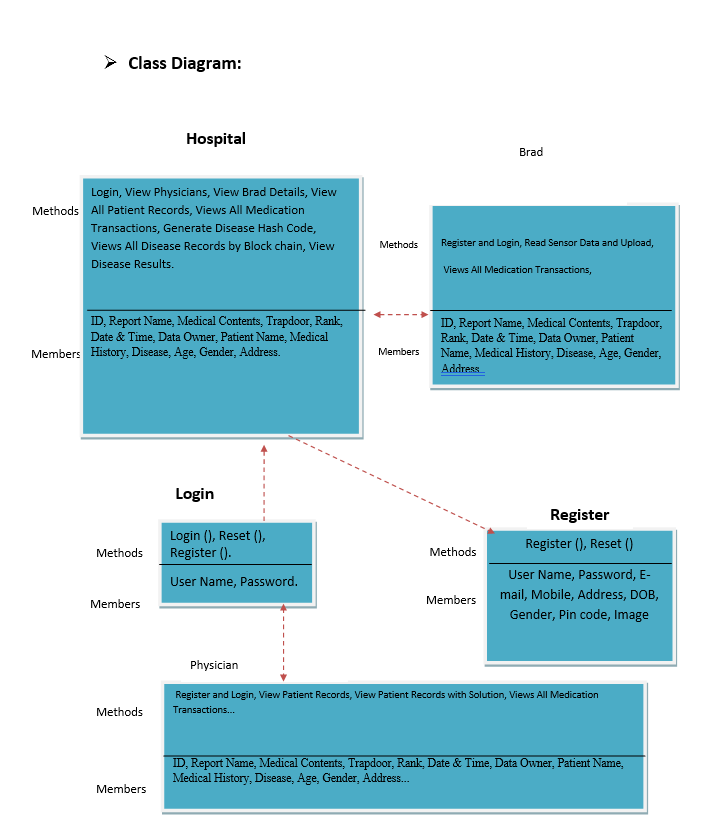 ➢ Class Diagram:
Hospital
Brad
Methods
Login, View Physicians, View Brad Details, View
All Patient Records, Views All Medication
Transactions, Generate Disease Hash Code,
Views All Disease Records by Block chain, View
Disease Results.
Members
ID, Report Name, Medical Contents, Trapdoor, Rank,
Date & Time, Data Owner, Patient Name, Medical
History, Disease, Age, Gender, Address.
Methods
Register and Login, Read Sensor Data and Upload,
Views All Medication Transactions,
Members
ID, Report Name, Medical Contents, Trapdoor,
Rank, Date & Time, Data Owner, Patient
Name, Medical History, Disease, Age, Gender,
Address..
Login
Methods
Login (), Reset (),
Register ().
Members
User Name, Password.
Register
Methods
Register (), Reset ()
Members
User Name, Password, E-
mail, Mobile, Address, DOB,
Gender, Pin code, Image
Physician
Methods
Register and Login, View Patient Records, View Patient Records with Solution, Views All Medication
Transactions...
Members
ID, Report Name, Medical Contents, Trapdoor, Rank, Date & Time, Data Owner, Patient Name,
Medical History, Disease, Age, Gender, Address...